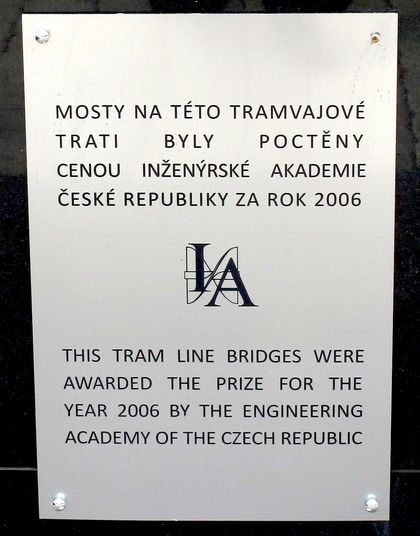 MOSTY NA TÉTO TRAMVAJOVÉ
TRATI BYLY POCTĚNY
CENOU INŽENÝRSKÉ AKADEMIE
ČESKÉ REPUBLIKY ZA ROK 2006
IA
THIS TRAM LINE BRIDGES WERE
AWARDED THE PRIZE FOR THE
YEAR 2006 BY THE ENGINEERING
ACADEMY OF THE CZECH REPUBLIC